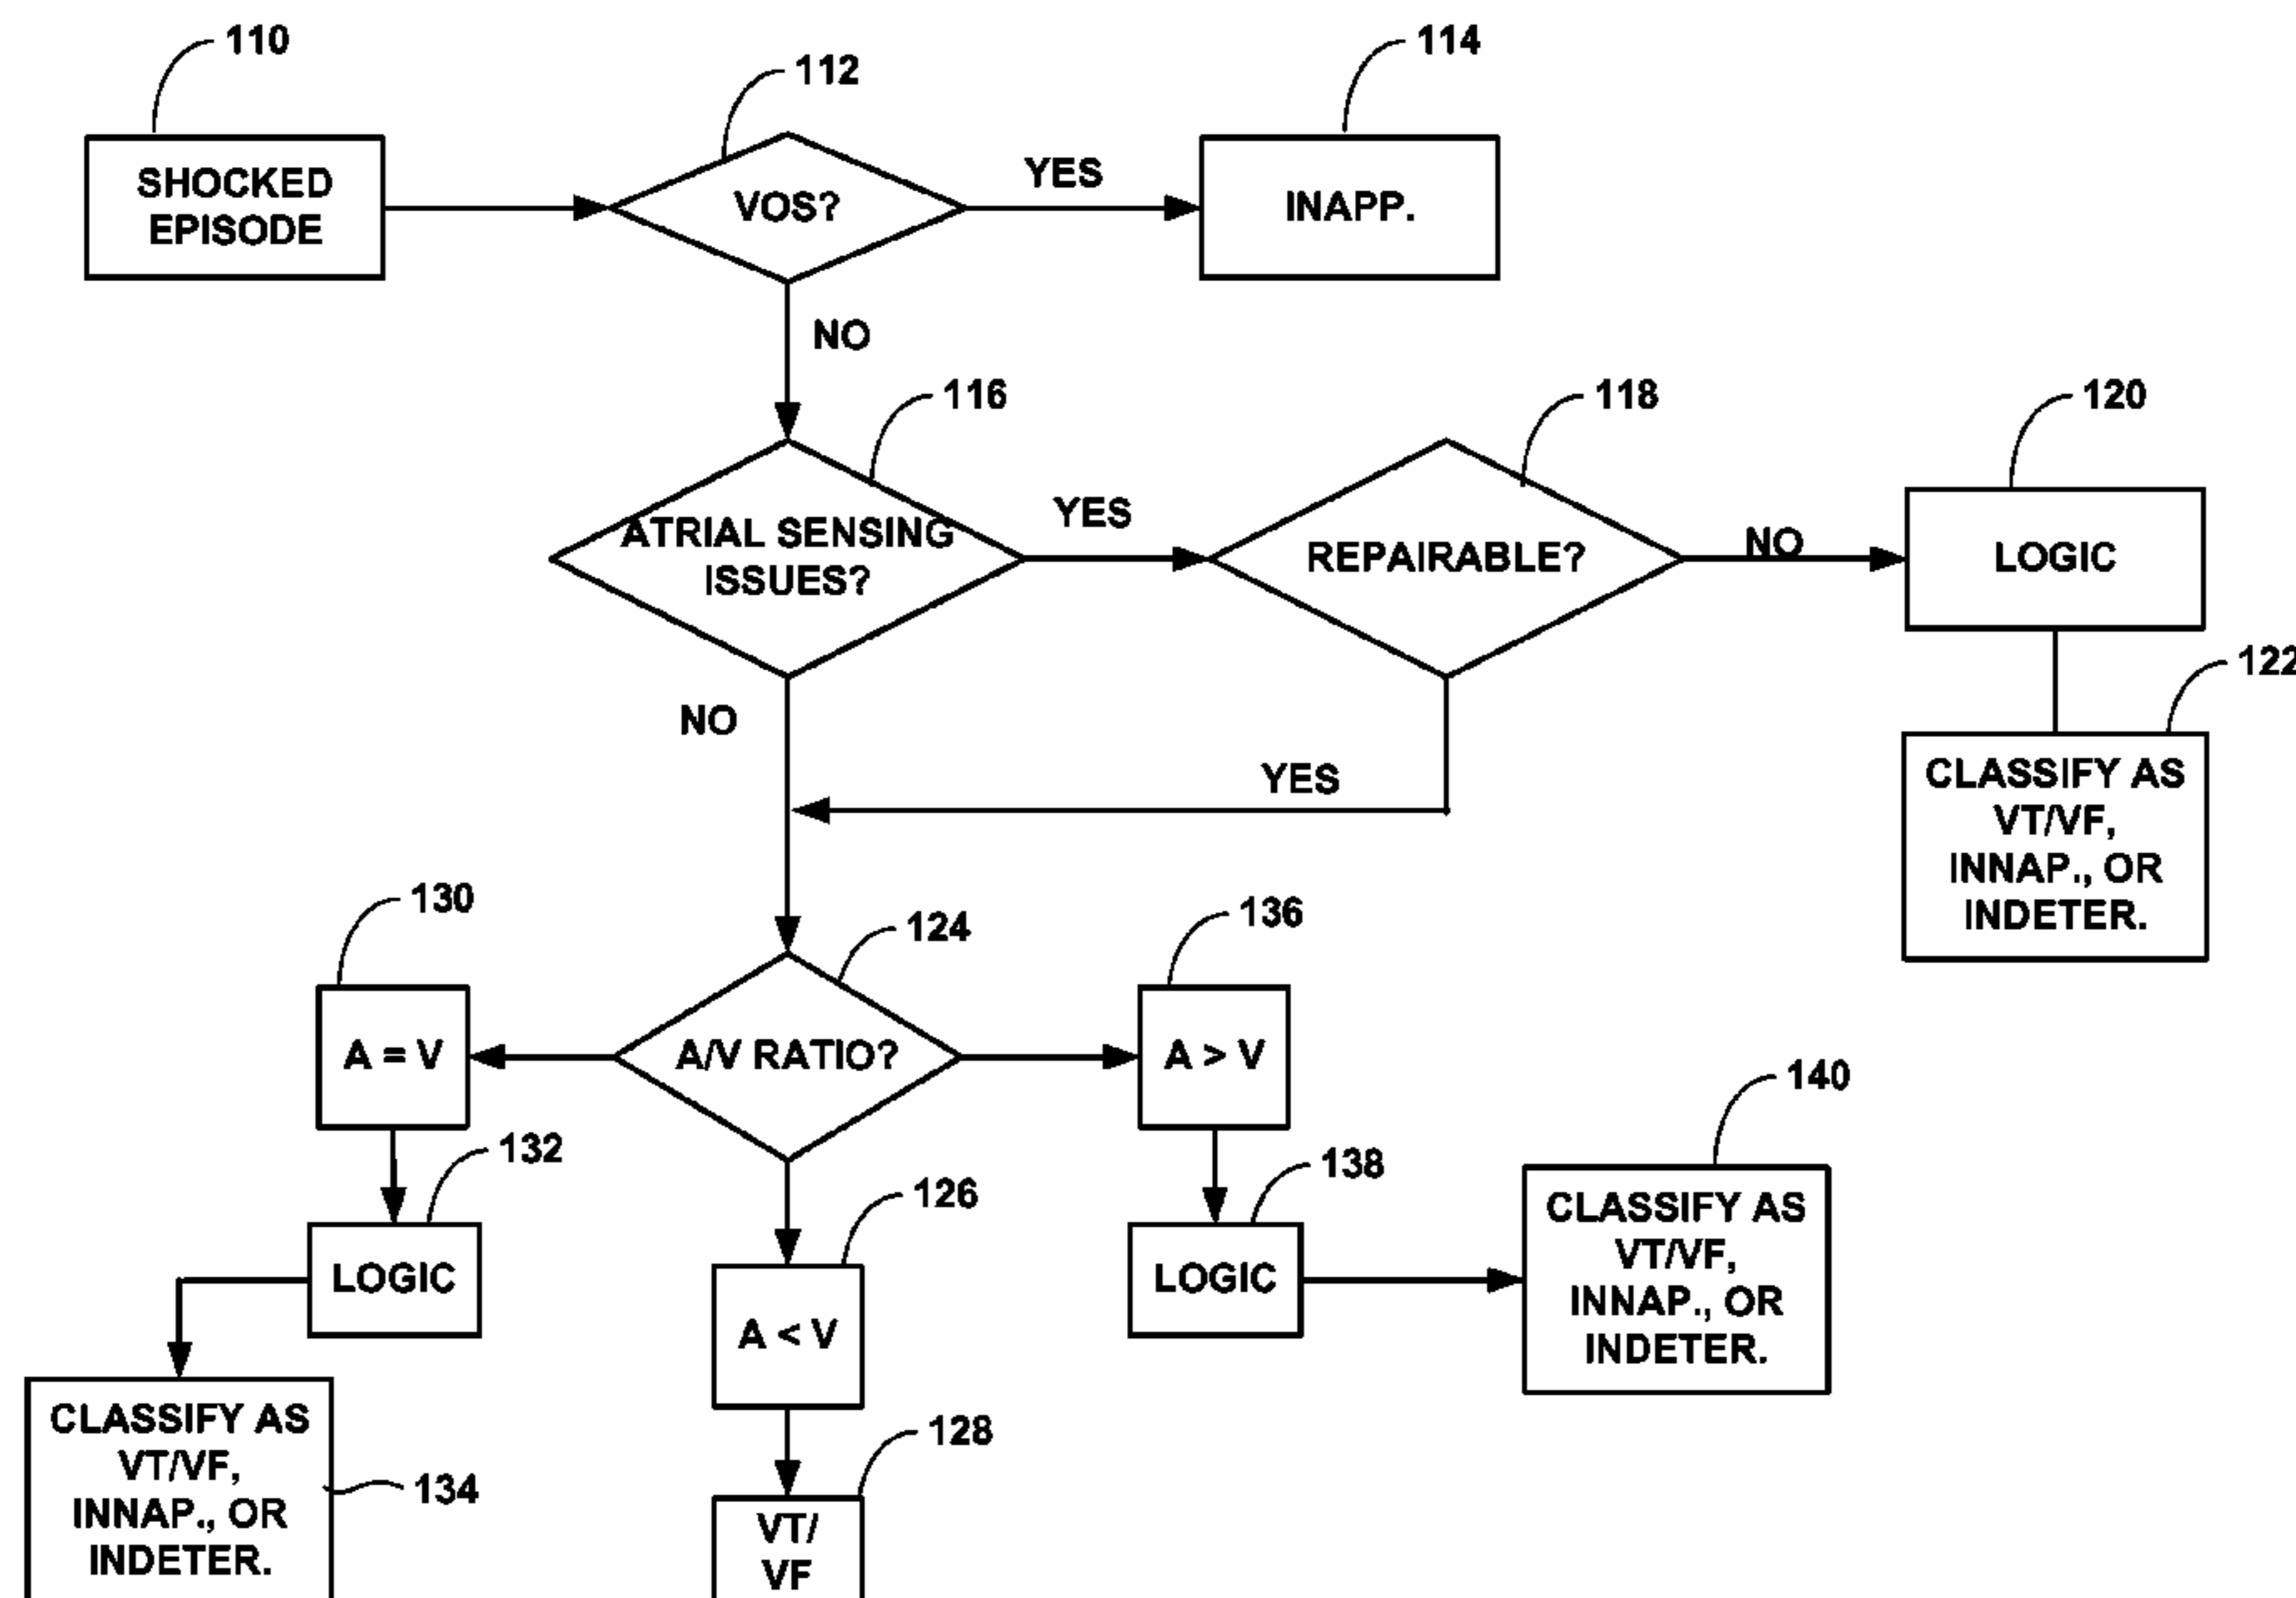 110
112
114
SHOCKED
EPISODE
VOS?
YES
INAPP.
NO
116
118
120
ATRIAL SENSING
ISSUES?
YES
REPAIRABLE?
NO
LOGIC
122
NO
YES
CLASSIFY AS
VT/VF,
INNAP., OR
INDETER.
130
124
136
A = V
A/V RATIO?
A > V
140
132
126
138
LOGIC
A < V
LOGIC
CLASSIFY AS
VT/VF,
INNAP., OR
INDETER.
128
134
CLASSIFY AS
VT/VF,
INNAP., OR
INDETER.
VT/
VF